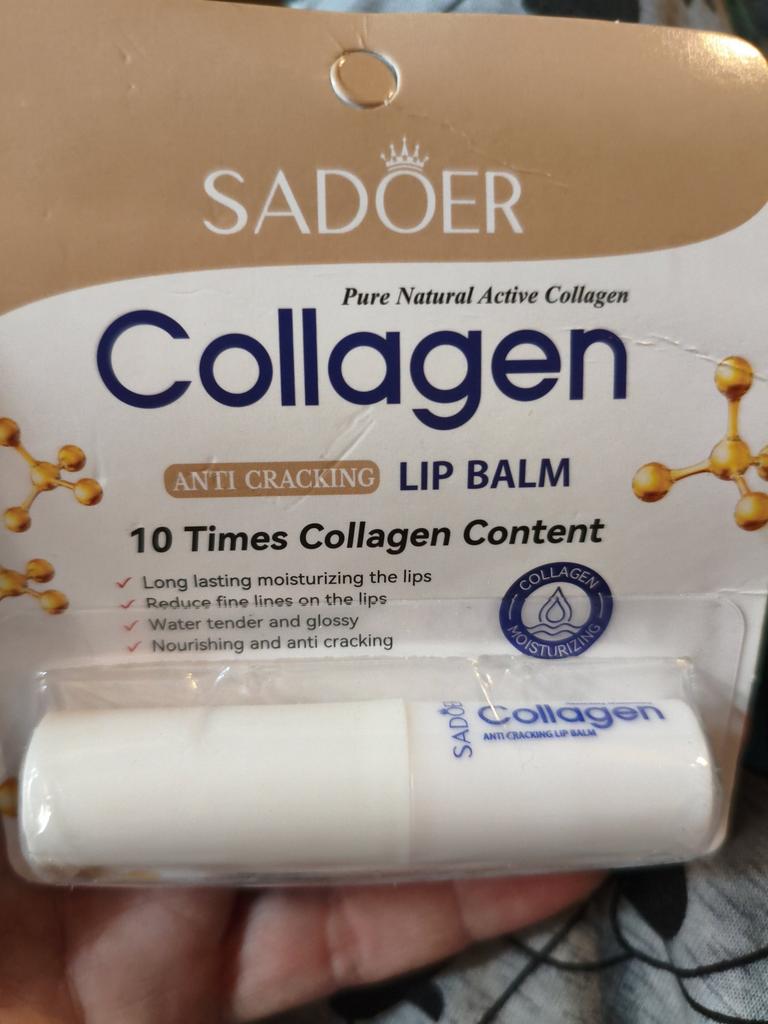 SADOER
Pure Natural Active Collagen
Collagen
ANTI CRACKING LIP BALM
10 Times Collagen Content
Long lasting moisturizing the lips
Reduce fine lines on the lips
Water tender and glossy
Nourishing and anti cracking
COLLAGEN
MOISTURIZING
SADOER
Collagen
ANTI CRACKING LIP BALM